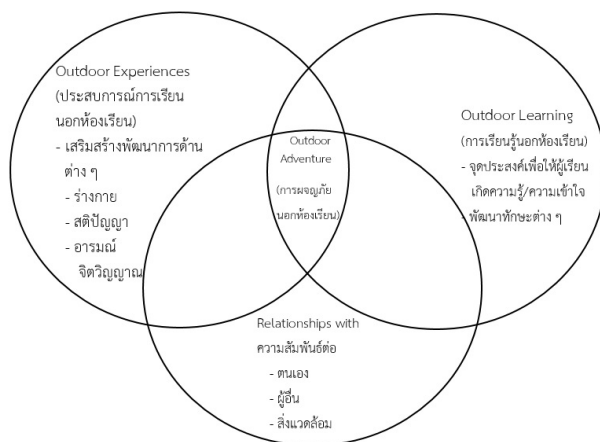 Outdoor Experiences
(ประสบการณ์การเรียน
นอกห้องเรียน)
- เสริมสร้างพัฒนาการด้าน
ต่าง ๆ
- ร่างกาย
- สติปัญญา
- อารมณ์
จิตวิญญาณ
Outdoor
Adventure
(การผจญภัย
นอกห้องเรียน)
Outdoor Learning
(การเรียนรู้นอกห้องเรียน)
- จุดประสงค์เพื่อให้ผู้เรียน
เกิดความรู้/ความเข้าใจ
- พัฒนาทักษะต่าง ๆ
Relationships with
ความสัมพันธ์ต่อ
- ตนเอง
- ผู้อื่น
- สิ่งแวดล้อม